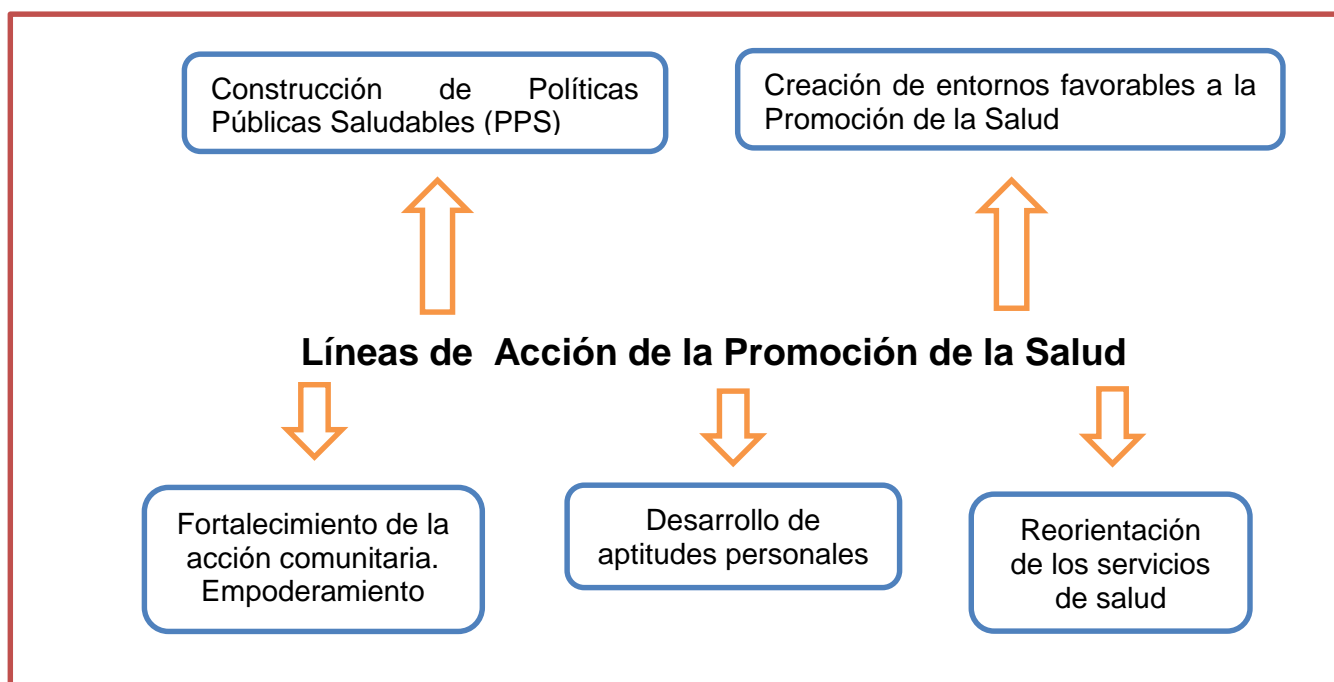 Construcción de Políticas
Públicas Saludables (PPS)
Creación de entornos favorables a la
Promoción de la Salud
Líneas de Acción de la Promoción de la Salud
Fortalecimiento de la
acción comunitaria.
Empoderamiento
Desarrollo de
aptitudes personales
Reorientación
de los servicios
de salud